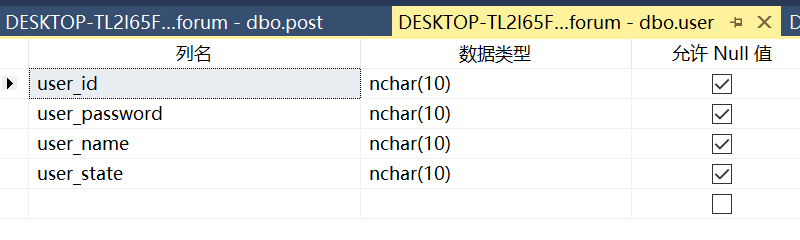 DESKTOP-TL2I65F...forum - dbo.post DESKTOP-TL2I65F...forum - dbo.user D
列名 数据类型 允许 Null 值
user_id nchar(10)
user_password nchar(10)
user_name nchar(10)
user_state nchar(10)